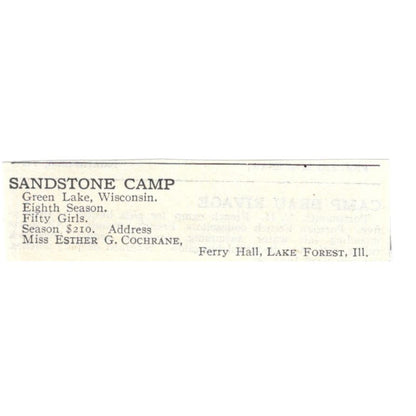 SANDSTONE CAMP
Green Lake, Wisconsin.
Eighth Season.
Fifty Girls.
Season $210. Address
Miss ESTHER G. COCHRANE,
Ferry Hall, LAKE FOREST, Ill.